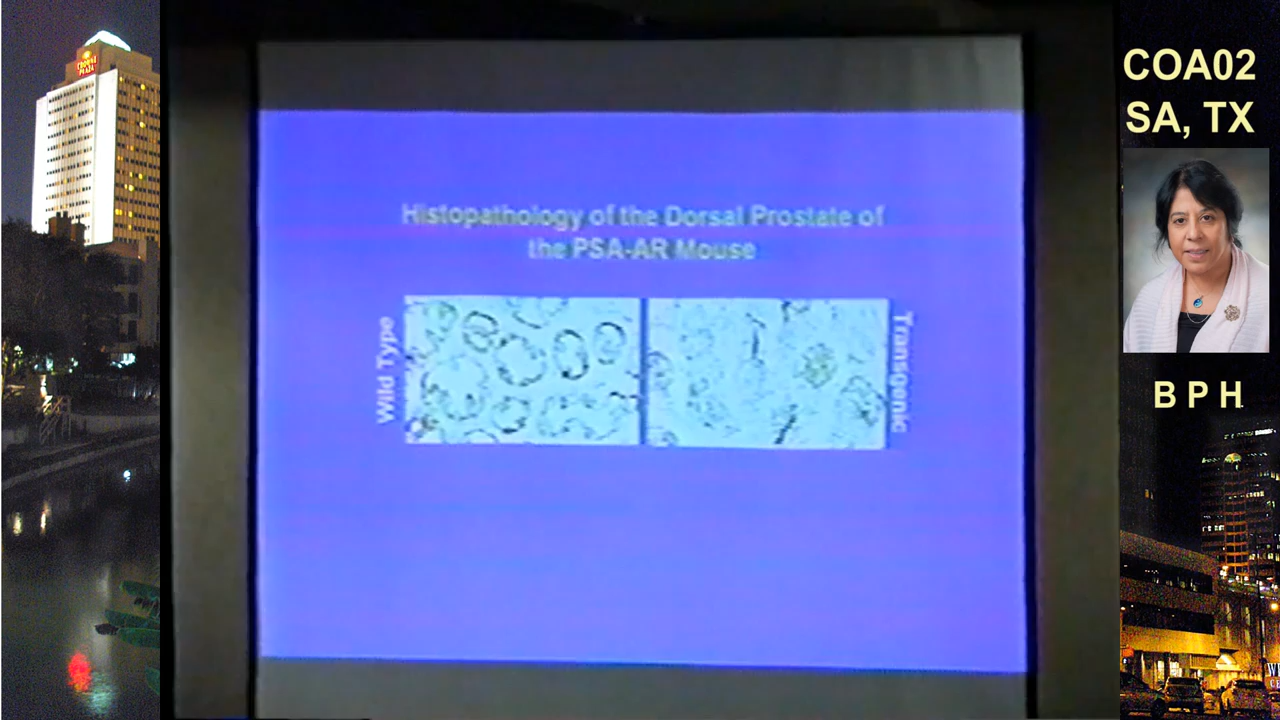 COA02
SA, TX
Histopathology of the Dorsal Prostate of
the PSA-AR Mouse
Wild Type
Transgenic
B P H